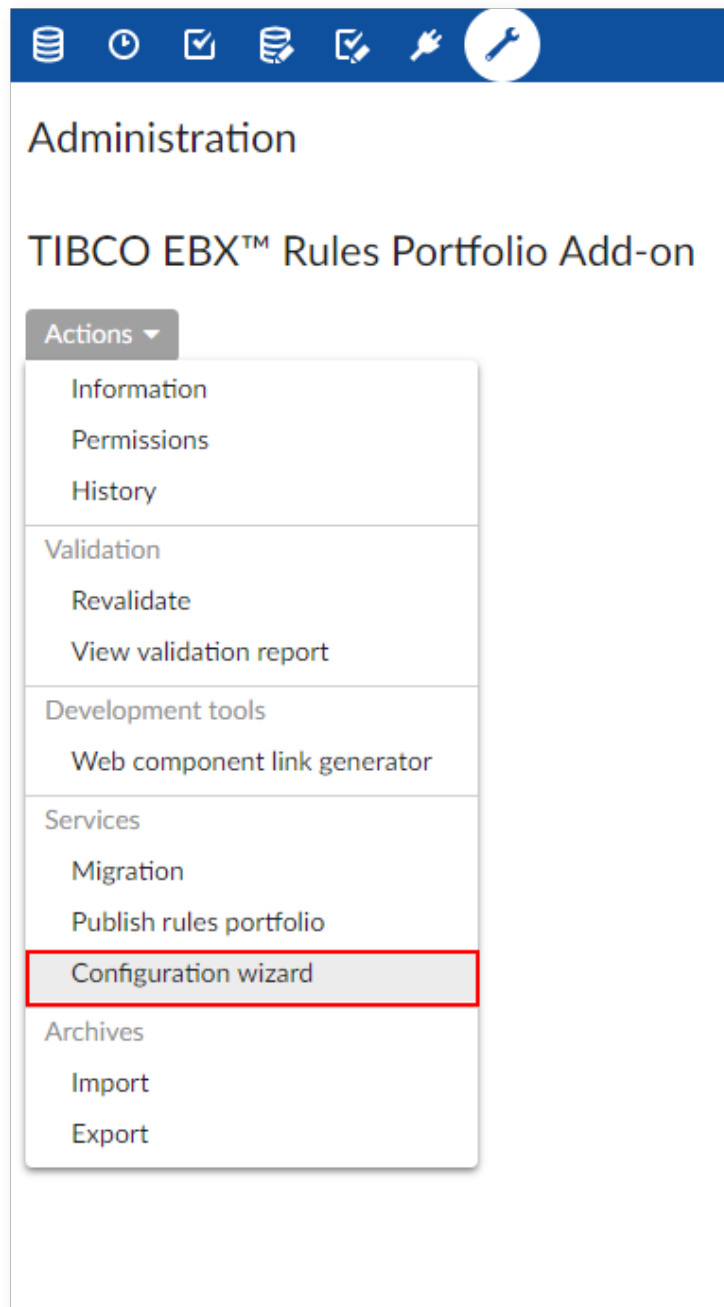 Administration
TIBCO EBX™ Rules Portfolio Add-on
Actions
Information
Permissions
History
Validation
Revalidate
View validation report
Development tools
Web component link generator
Services
Migration
Publish rules portfolio
Configuration wizard
Archives
Import
Export